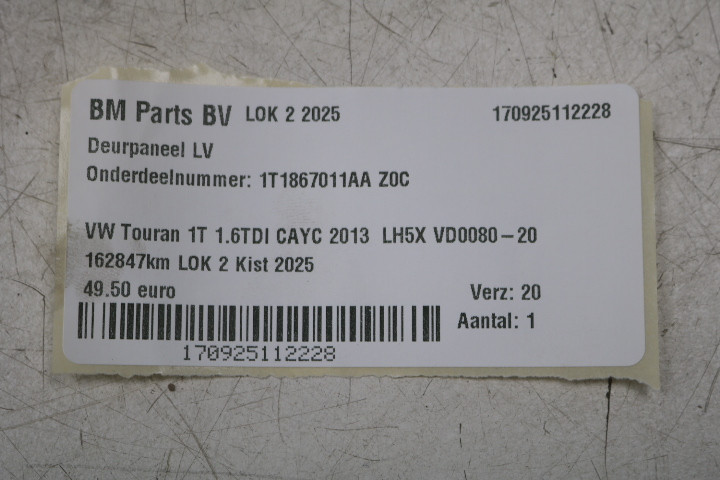 BM Parts BV LOK 2 2025 170925112228
Deurpaneel LV
Onderdeelnummer: 1T1867011AA Z0C
VW Touran 1T 1.6TDI CAYC 2013 LH5X VD0080-20
162847km LOK 2 Kist 2025
49.50 euro Verz: 20
Aantal: 1
170925112228